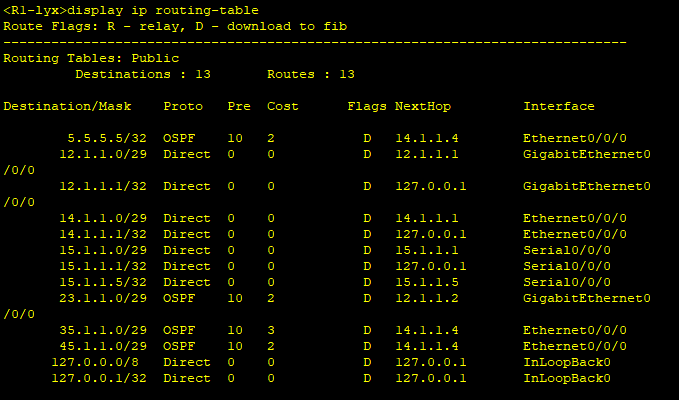 <R1-lyx>display ip routing-table
Route Flags: R - relay, D - download to fib
------------------------------------------------------------------------------
Routing Tables: Public
         Destinations : 13       Routes : 13

Destination/Mask    Proto   Pre  Cost      Flags NextHop         Interface

        5.5.5.5/32  OSPF    10   2           D   14.1.1.4        Ethernet0/0/0
       12.1.1.0/29  Direct  0    0           D   12.1.1.1        GigabitEthernet0
/0/0
       12.1.1.1/32  Direct  0    0           D   127.0.0.1       GigabitEthernet0
/0/0
       14.1.1.0/29  Direct  0    0           D   14.1.1.1        Ethernet0/0/0
       14.1.1.1/32  Direct  0    0           D   127.0.0.1       Ethernet0/0/0
       15.1.1.0/29  Direct  0    0           D   15.1.1.1        Serial0/0/0
       15.1.1.1/32  Direct  0    0           D   127.0.0.1       Serial0/0/0
       15.1.1.5/32  Direct  0    0           D   15.1.1.5        Serial0/0/0
       23.1.1.0/29  OSPF    10   2           D   12.1.1.2        GigabitEthernet0
/0/0
       35.1.1.0/29  OSPF    10   3           D   14.1.1.4        Ethernet0/0/0
       45.1.1.0/29  OSPF    10   2           D   14.1.1.4        Ethernet0/0/0
      127.0.0.0/8   Direct  0    0           D   127.0.0.1       InLoopBack0
      127.0.0.1/32  Direct  0    0           D   127.0.0.1       InLoopBack0